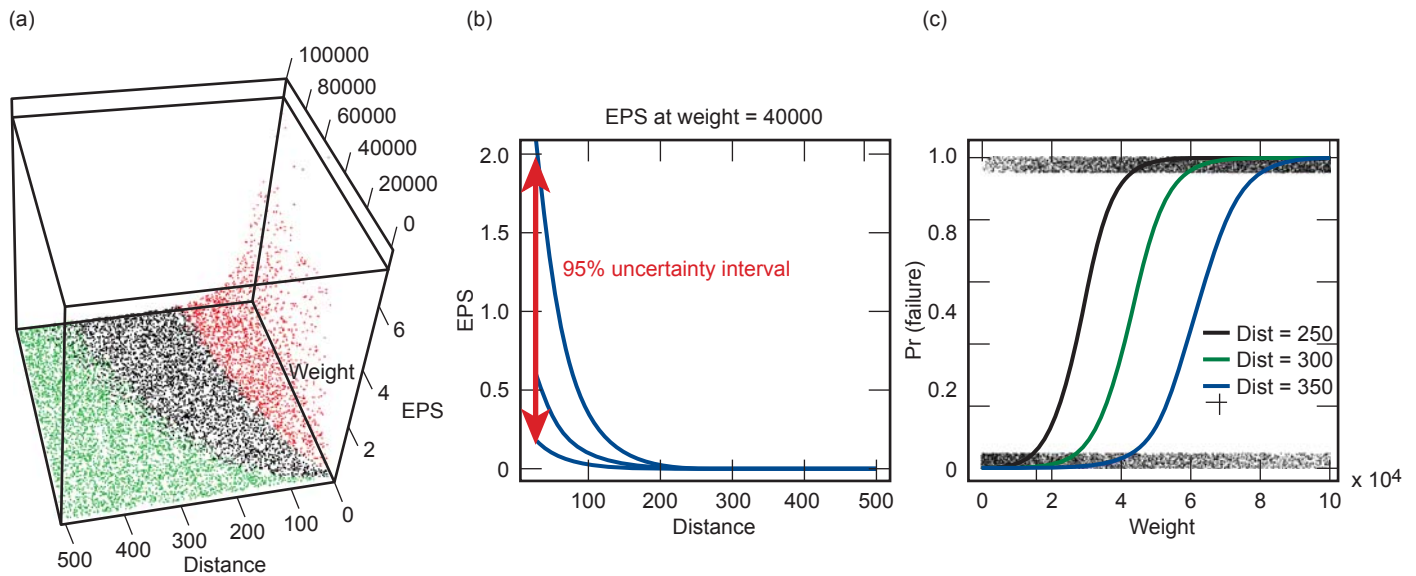 (a)
100000
80000
60000
40000
20000
0
Weight
6
4
2
EPS
500
400
300
200
100
0
Distance
(b)
EPS at weight = 40000
2.0
1.5
1.0
0.5
0
EPS
95% uncertainty interval
100
200
300
400
500
Distance
(c)
1.0
0.8
0.4
0.2
0
Pr (failure)
Dist = 250
Dist = 300
Dist = 350
0
2
4
6
8
10
x 10⁴
Weight